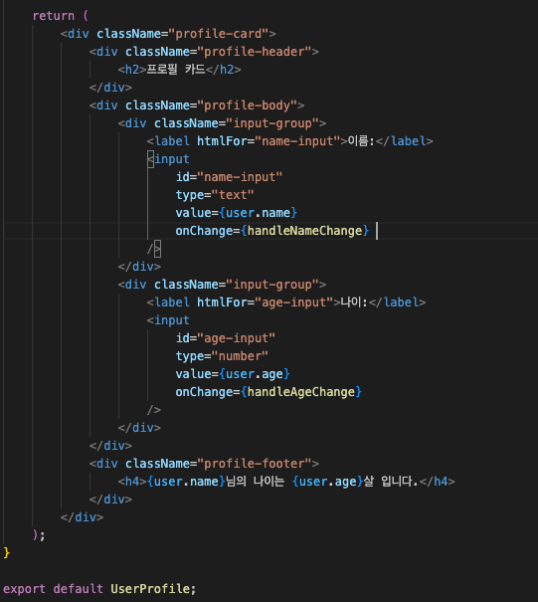 return (
<div className="profile-card">
<div className="profile-header">
<h2>프로필 카드</h2>
</div>
<div className="profile-body">
<div className="input-group">
<label htmlFor="name-input">이름:</label>
<input
id="name-input"
type="text"
value={user.name}
onChange={handleNameChange}
/>
</div>
<div className="input-group">
<label htmlFor="age-input">나이:</label>
<input
id="age-input"
type="number"
value={user.age}
onChange={handleAgeChange}
/>
</div>
</div>
<div className="profile-footer">
<h4>{user.name}님의 나이는 {user.age}살 입니다.</h4>
</div>
</div>
);
}
export default UserProfile;